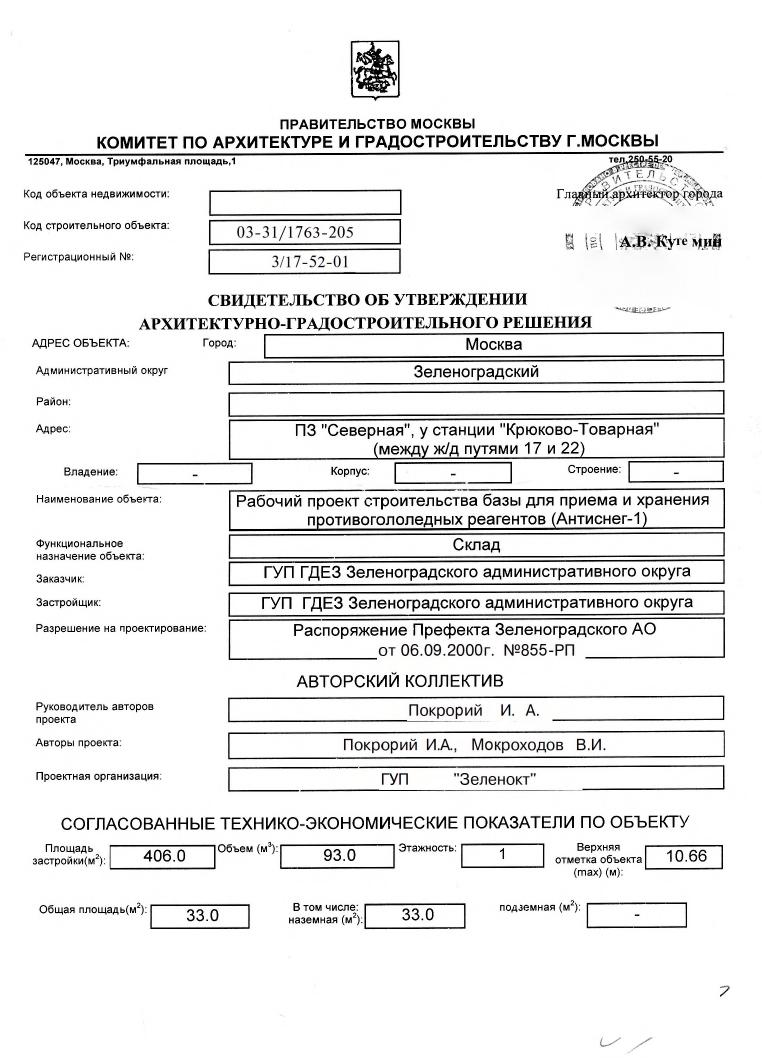 ПРАВИТЕЛЬСТВО МОСКВЫ
КОМИТЕТ ПО АРХИТЕКТУРЕ И ГРАДОСТРОИТЕЛЬСТВУ Г.МОСКВЫ
125047, Москва, Триумфальная площадь,1 тел.250-55-20
Код объекта недвижимости: Главный архитектор города
Код строительного объекта: 03-31/1763-205
А.В. Кутемин
Регистрационный №: 3/17-52-01
СВИДЕТЕЛЬСТВО ОБ УТВЕРЖДЕНИИ
АРХИТЕКТУРНО-ГРАДОСТРОИТЕЛЬНОГО РЕШЕНИЯ
АДРЕС ОБЪЕКТА: Город: Москва
Административный округ Зеленоградский
Район:
Адрес: ПЗ "Северная", у станции "Крюково-Товарная"
(между ж/д путями 17 и 22)
Владение: - Корпус: - Строение: -
Наименование объекта: Рабочий проект строительства базы для приема и хранения
противогололедных реагентов (Антиснег-1)
Функциональное
назначение объекта: Склад
Заказчик: ГУП ГДЕЗ Зеленоградского административного округа
Застройщик: ГУП ГДЕЗ Зеленоградского административного округа
Разрешение на проектирование: Распоряжение Префекта Зеленоградского АО
от 06.09.2000г. №855-РП
АВТОРСКИЙ КОЛЛЕКТИВ
Руководитель авторов
проекта Покрорий И. А.
Авторы проекта: Покрорий И.А., Мокроходов В.И.
Проектная организация: ГУП "Зеленокт"
СОГЛАСОВАННЫЕ ТЕХНИКО-ЭКОНОМИЧЕСКИЕ ПОКАЗАТЕЛИ ПО ОБЪЕКТУ
Площадь
застройки(м²): 406.0 Объем (м³): 93.0 Этажность: 1 Верхняя
отметка объекта
(max) (м): 10.66
Общая площадь(м²): 33.0 В том числе:
наземная (м²): 33.0 подземная (м²): -